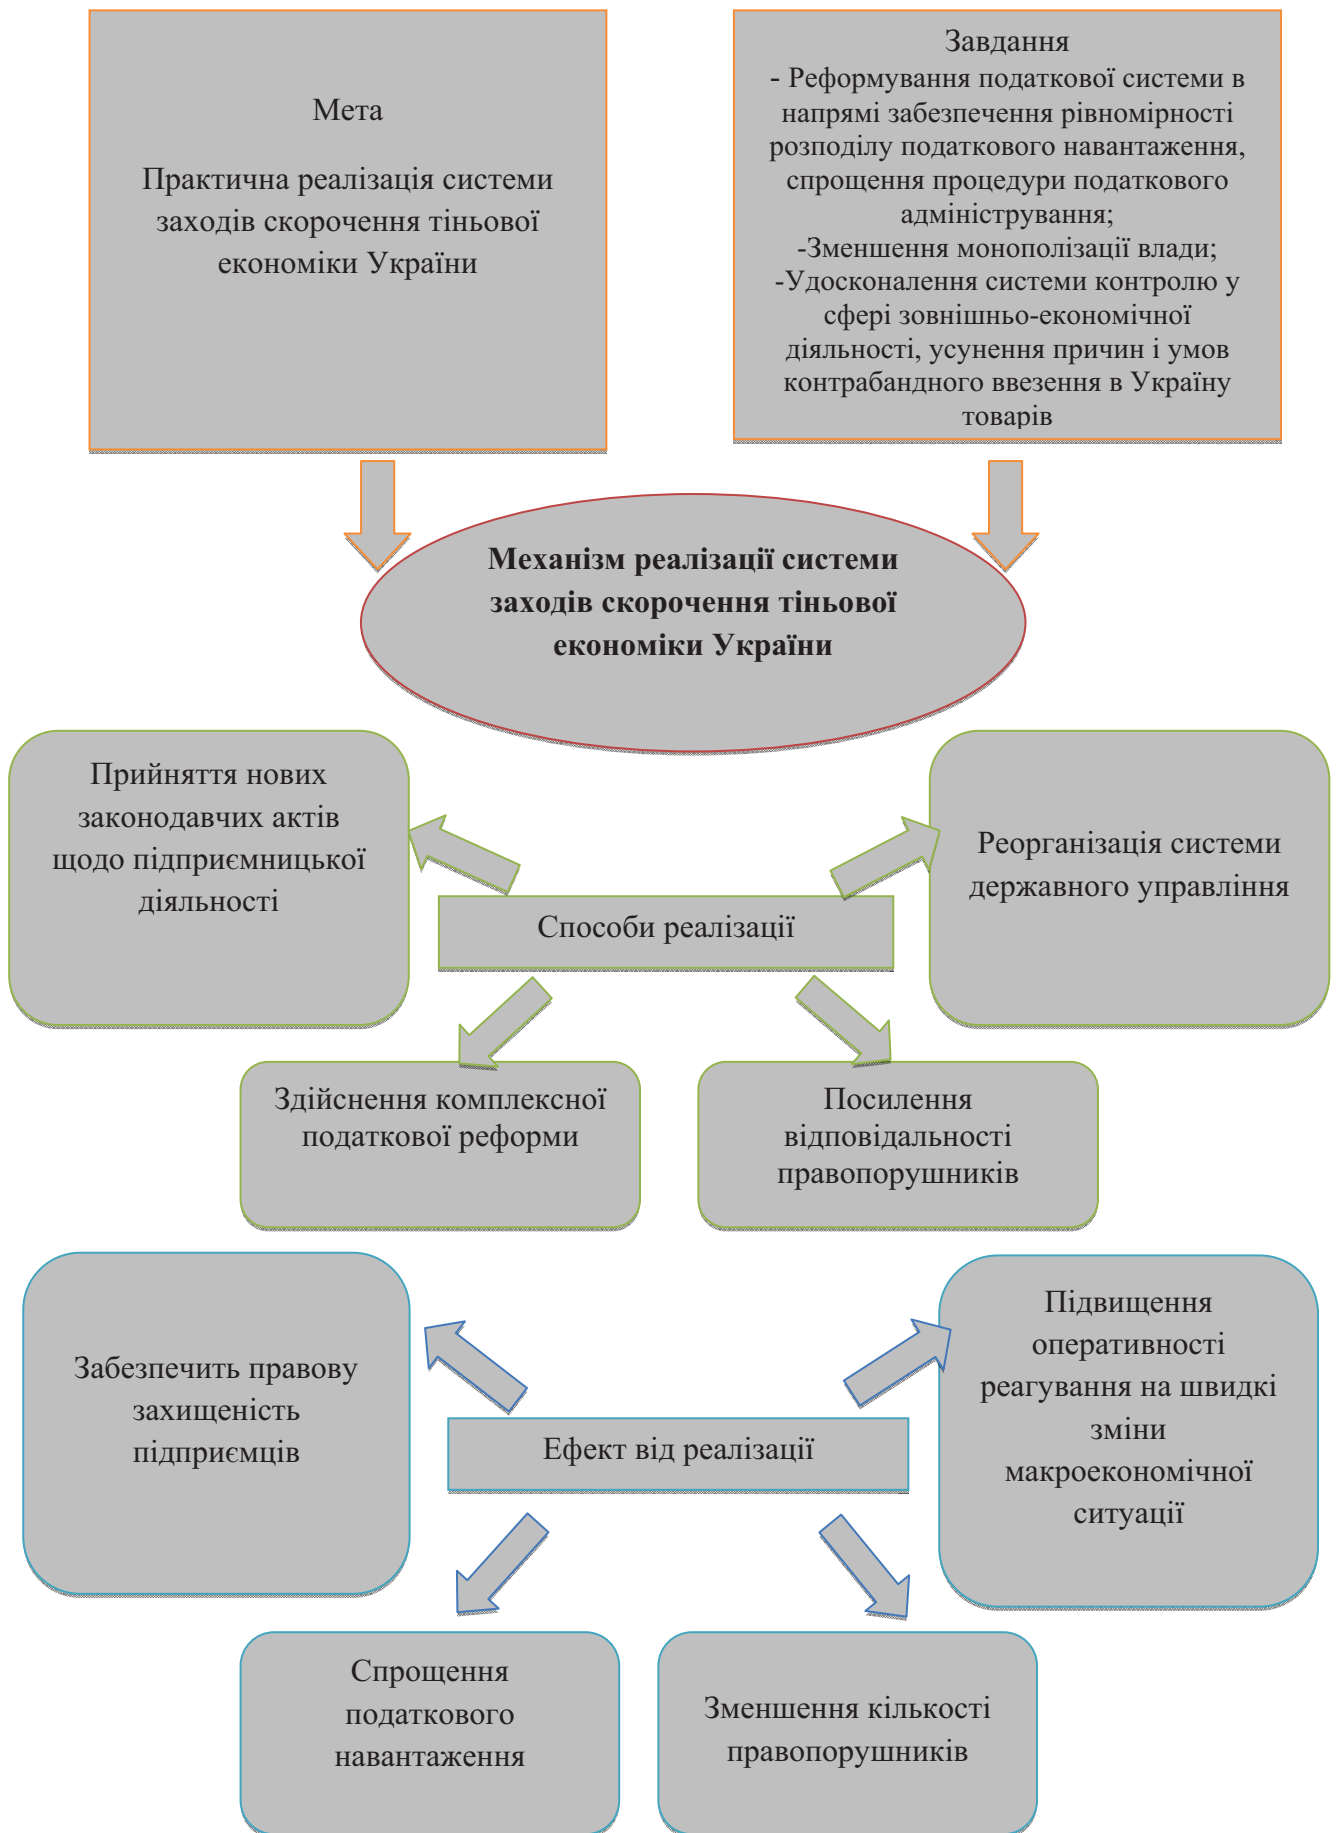 Мета
Практична реалізація системи
заходів скорочення тіньової
економіки України
Завдання
- Реформування податкової системи в
напрямі забезпечення рівномірності
розподілу податкового навантаження,
спрощення процедури податкового
адміністрування;
-Зменшення монополізації влади;
-Удосконалення системи контролю у
сфері зовнішньо-економічної
діяльності, усунення причин і умов
контрабандного ввезення в Україну
товарів
Механізм реалізації системи
заходів скорочення тіньової
економіки України
Прийняття нових
законодавчих актів
щодо підприємницької
діяльності
Реорганізація системи
державного управління
Способи реалізації
Здійснення комплексної
податкової реформи
Посилення
відповідальності
правопорушників
Забезпечить правову
захищеність
підприємців
Підвищення
оперативності
реагування на швидкі
зміни
макроекономічної
ситуації
Ефект від реалізації
Спрощення
податкового
навантаження
Зменшення кількості
правопорушників